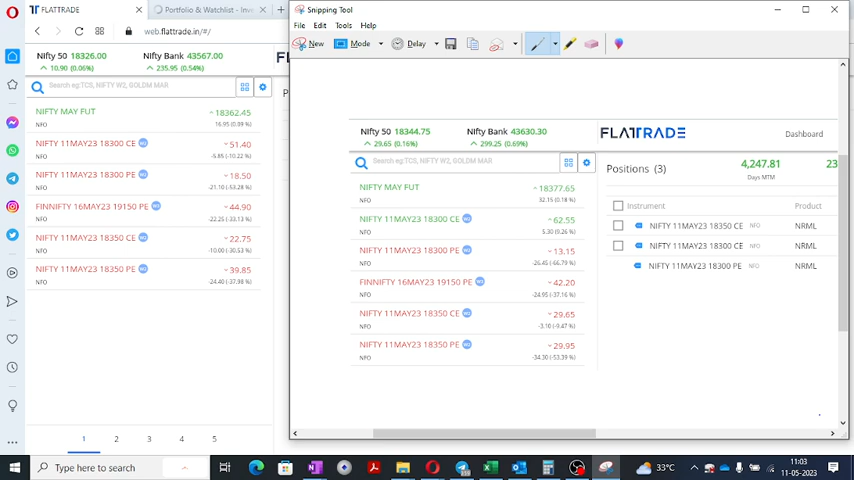 FLATTRADE
Portfolio & Watchlist - Inve
web.flattrade.in/#/
Nifty 50 18326.00
10.90 (0.06%)
Nifty Bank 43567.00
235.95 (0.54%)
Search eg:TCS, NIFTY W2, GOLDM MAR
NIFTY MAY FUT
18362.45
NFO
16.95 (0.09 %)
NIFTY 11MAY23 18300 CE W2
51.40
NFO
-5.85 (-10.22 %)
NIFTY 11MAY23 18300 PE W2
18.50
NFO
-21.10 (-53.28 %)
FINNIFTY 16MAY23 19150 PE
44.90
NFO
-22.25 (-33.13 %)
NIFTY 11MAY23 18350 CE W2
22.75
NFO
-10.00 (-30.53 %)
NIFTY 11MAY23 18350 PE W2
39.85
NFO
-24.40 (-37.98 %)
1 2 3 4 5
Snipping Tool
File Edit Tools Help
New Mode Delay
Nifty 50 18344.75
29.65 (0.16%)
Nifty Bank 43630.30
299.25 (0.69%)
FLATTRADE
Dashboard
Search eg:TCS, NIFTY W2, GOLDM MAR
NIFTY MAY FUT
18377.65
NFO
32.15 (0.18 %)
NIFTY 11MAY23 18300 CE W2
62.55
NFO
5.30 (9.26 %)
NIFTY 11MAY23 18300 PE W2
13.15
NFO
-26.45 (-66.79 %)
FINNIFTY 16MAY23 19150 PE
42.20
NFO
-24.95 (-37.16 %)
NIFTY 11MAY23 18350 CE W2
29.65
NFO
-3.10 (-9.47 %)
NIFTY 11MAY23 18350 PE W2
29.95
NFO
-34.30 (-53.39 %)
Positions (3)
4,247.81
Days MTM
23
Instrument Product
NIFTY 11MAY23 18350 CE NFO NRML
NIFTY 11MAY23 18300 CE NFO NRML
NIFTY 11MAY23 18300 PE NFO NRML
Type here to search
33°C
11:03
11-05-2023